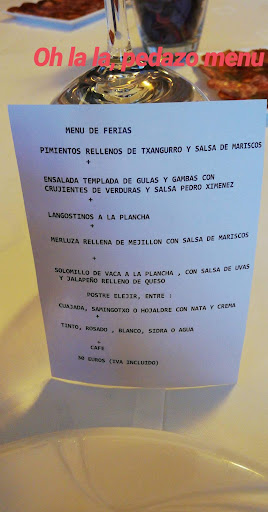 Oh la la, pedazo menu
MENU DE FERIAS
PIMIENTOS RELLENOS DE TXANGURRO Y SALSA DE MARISCOS
+
ENSALADA TEMPLADA DE GULAS Y GAMBAS CON
CRUJIENTES DE VERDURAS Y SALSA PEDRO XIMENEZ
+
LANGOSTINOS A LA PLANCHA
+
MERLUZA RELLENA DE MEJILLON CON SALSA DE MARISCOS
+
SOLOMILLO DE VACA A LA PLANCHA , CON SALSA DE UVAS
Y JALAPEÑO RELLENO DE QUESO
POSTRE ELEJIR, ENTRE :
CUAJADA, SAMINGOTXO O HOJALDRE CON NATA Y CREMA
+
TINTO, ROSADO , BLANCO, SIDRA O AGUA
+
CAFE
50 EUROS (IVA INCLUIDO)